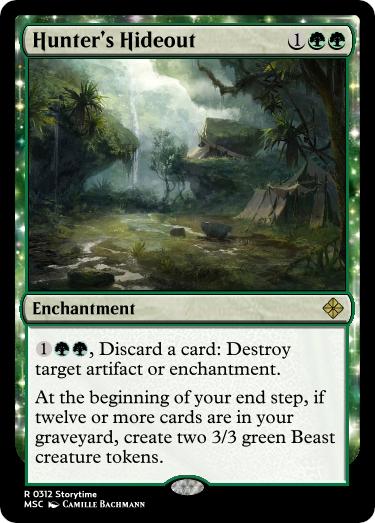 Hunter's Hideout 1
Enchantment
1, Discard a card: Destroy
target artifact or enchantment.
At the beginning of your end step, if
twelve or more cards are in your
graveyard, create two 3/3 green Beast
creature tokens.
R 0312 Storytime
MSC Camille Bachmann